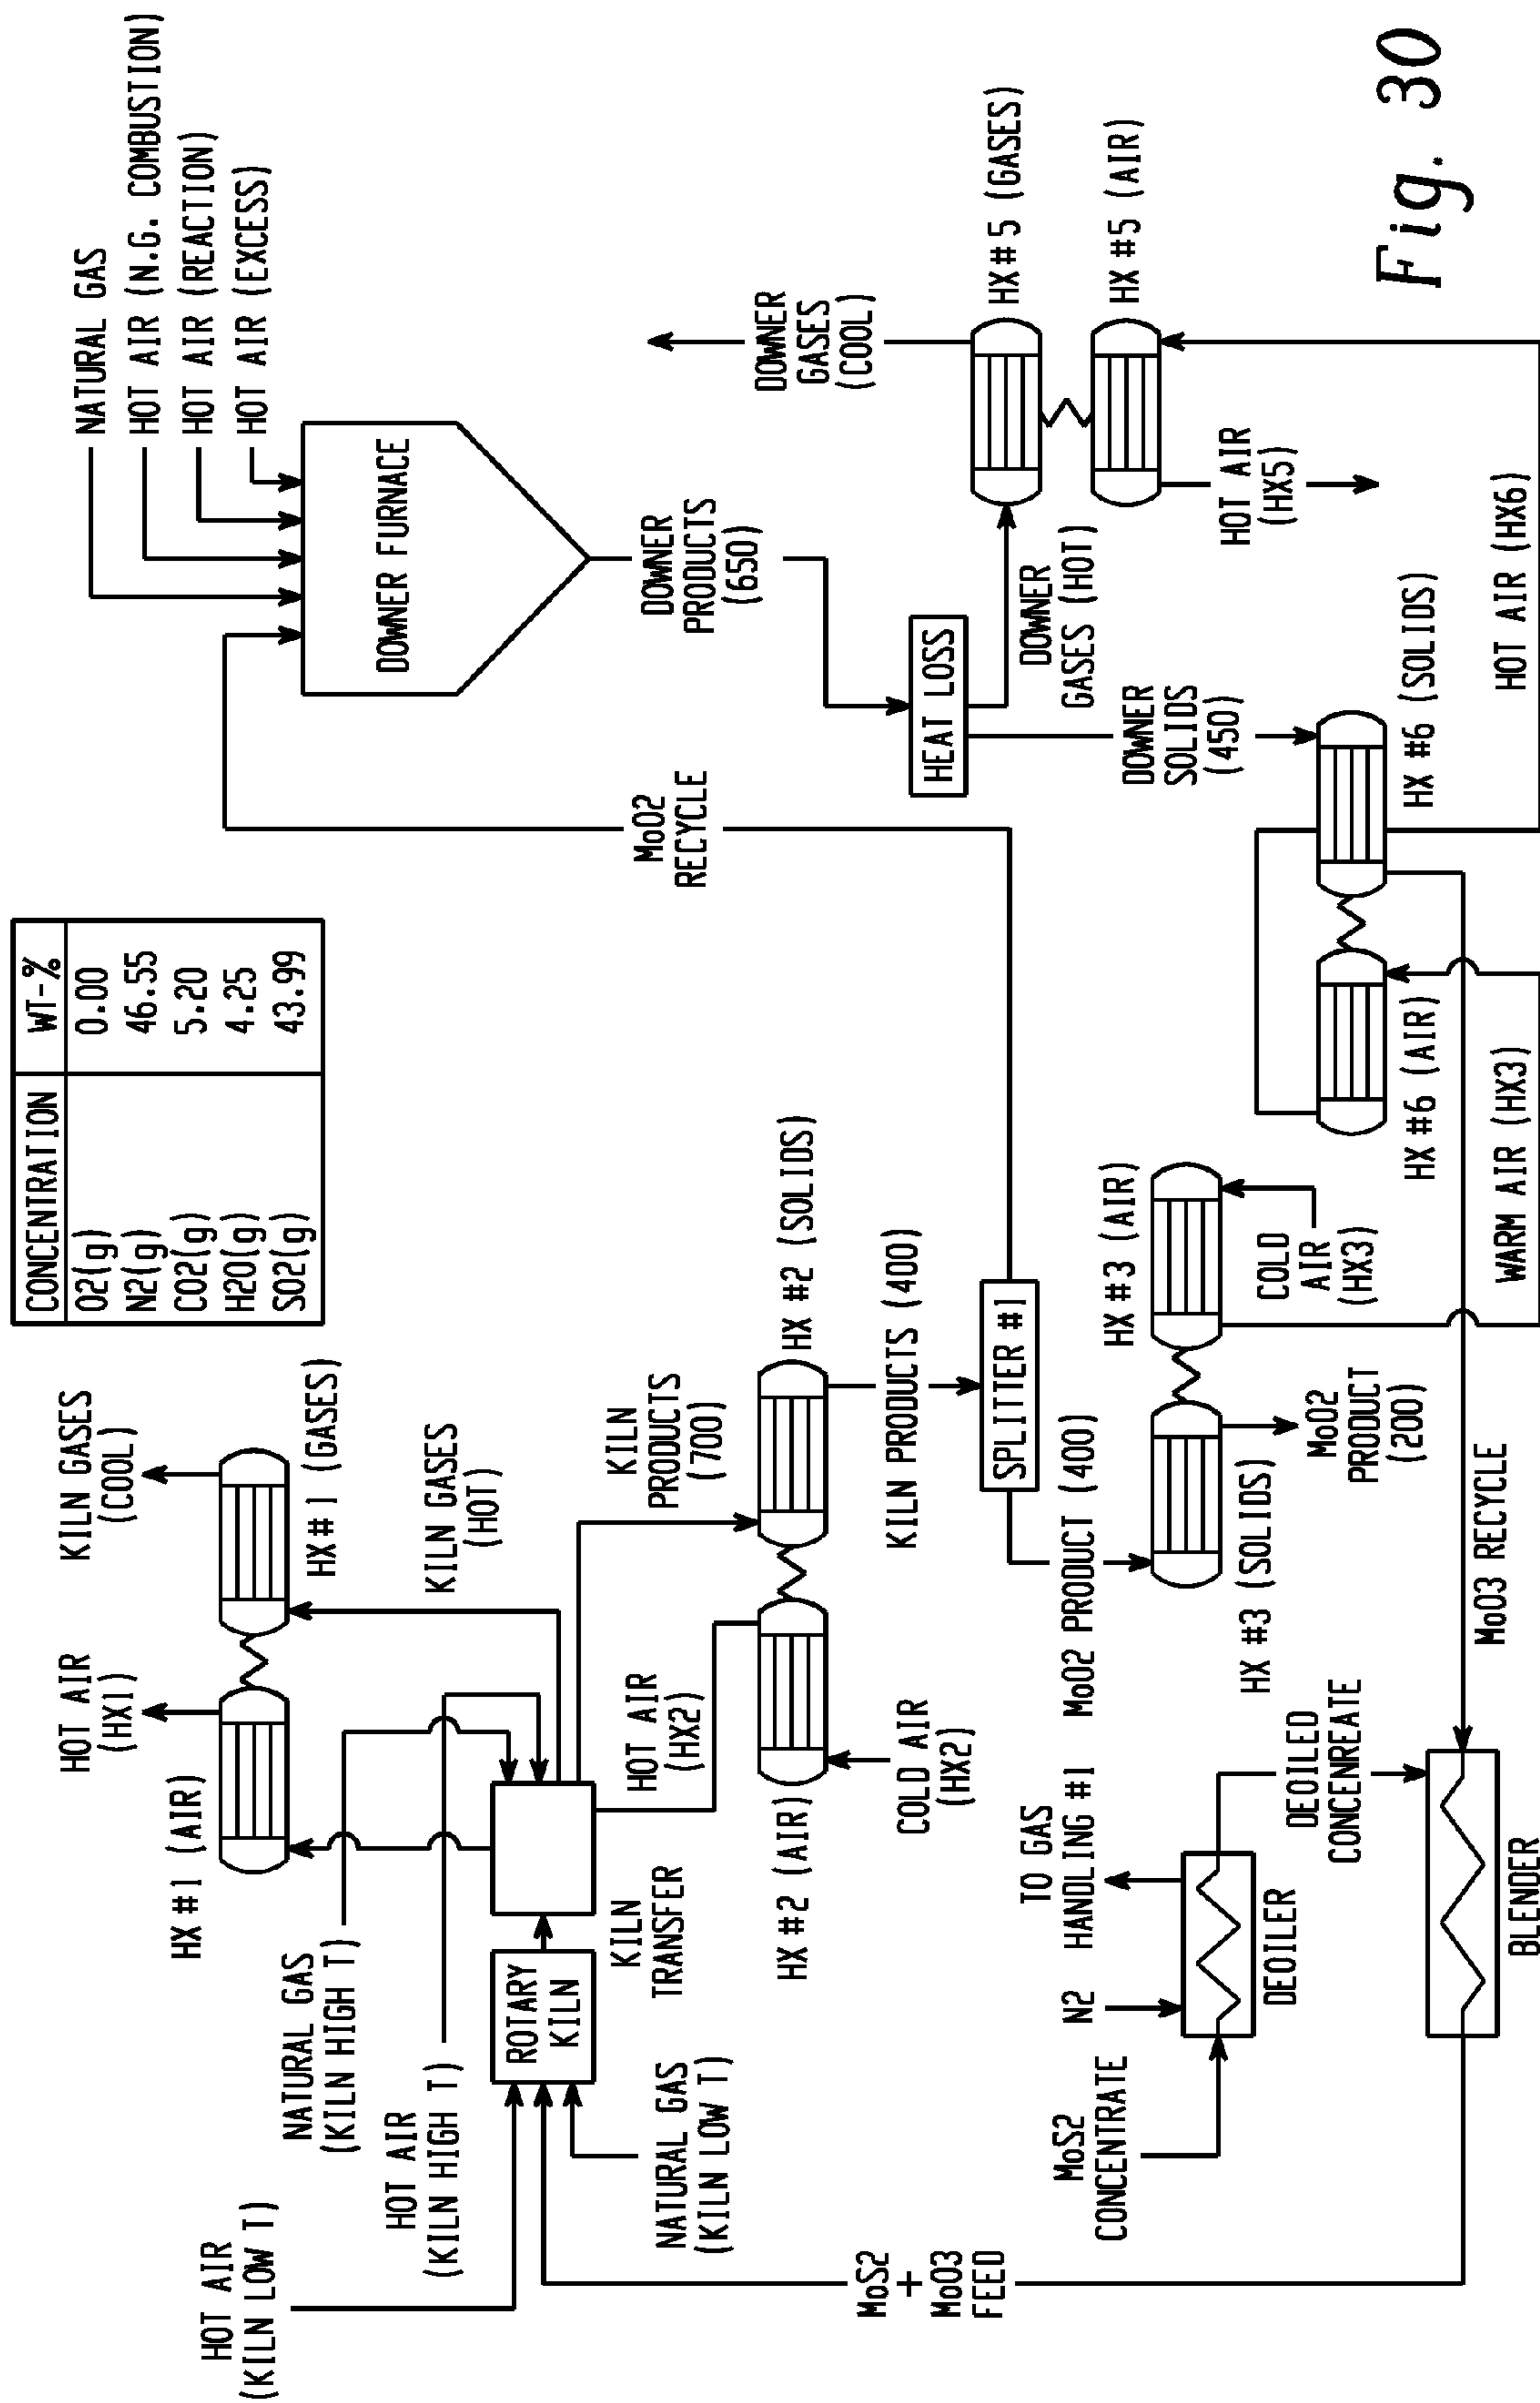 CONCENTRATION WT-%
O2(g) 0.00
N2(g) 46.55
CO2(g) 5.20
H2O(g) 4.25
SO2(g) 43.99
HOT AIR
(KILN LOW T)
NATURAL GAS
(KILN HIGH T)
HOT AIR
(KILN HIGH T)
NATURAL GAS
(KILN LOW T)
ROTARY
KILN
KILN
TRANSFER
HX #1 (AIR)
HOT AIR
(HX1)
KILN GASES
(COOL)
HX #1 (GASES)
KILN GASES
(HOT)
KILN
PRODUCTS
(700)
HOT AIR
(HX2)
HX #2 (AIR)
COLD AIR
(HX2)
HX #2 (SOLIDS)
KILN PRODUCTS (400)
SPLITTER #1
MoO2 PRODUCT (400)
HX #3 (SOLIDS)
MoO2
PRODUCT
(200)
HX #3 (AIR)
COLD
AIR
(HX3)
WARM AIR (HX3)
MoO2
RECYCLE
NATURAL GAS
HOT AIR (N.G. COMBUSTION)
HOT AIR (REACTION)
HOT AIR (EXCESS)
DOWNER FURNACE
DOWNER
PRODUCTS
(650)
HEAT LOSS
DOWNER
GASES (HOT)
DOWNER
SOLIDS
(450)
DOWNER
GASES
(COOL)
HX #5 (GASES)
HX #5 (AIR)
HOT AIR
(HX5)
HX #6 (SOLIDS)
HX #6 (AIR)
HOT AIR (HX6)
MoO3 RECYCLE
MoS2
CONCENTRATE
N2
TO GAS
HANDLING #1
DEOILER
DEOILED
CONCENREATE
BLENDER
MoS2
+
MoO3
FEED
Fig. 30